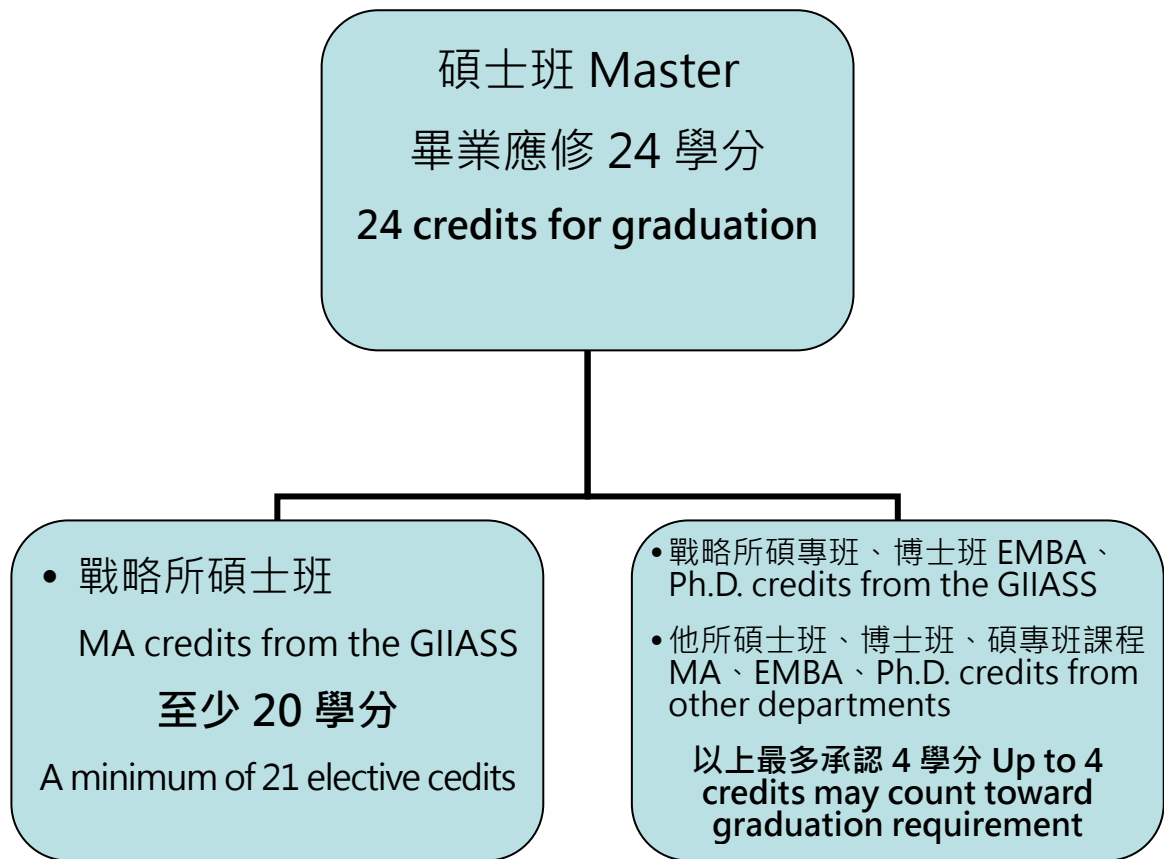 碩士班 Master
畢業應修 24 學分
24 credits for graduation
• 戰略所碩士班
MA credits from the GIIASS
至少 20 學分
A minimum of 21 elective cedits
• 戰略所碩專班、博士班 EMBA、
Ph.D. credits from the GIIASS
• 他所碩士班、博士班、碩專班課程
MA、EMBA、Ph.D. credits from
other departments
以上最多承認 4 學分 Up to 4
credits may count toward
graduation requirement